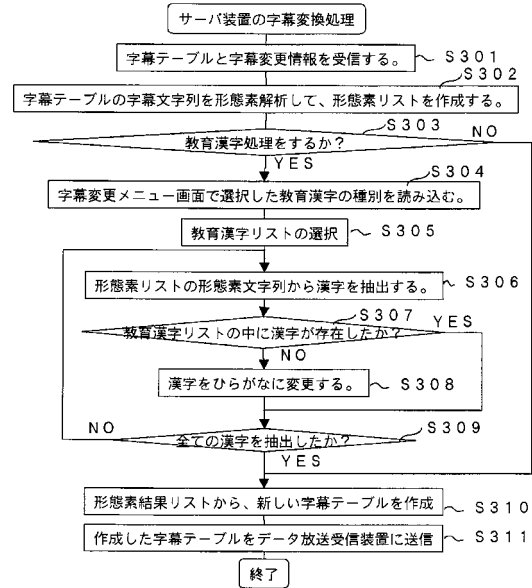 サーバ装置の字幕変換処理
字幕テーブルと字幕変更情報を受信する。 S301
S302
字幕テーブルの字幕文字列を形態素解析して、形態素リストを作成する。
S303
教育漢字処理をするか？ NO
YES
S304
字幕変更メニュー画面で選択した教育漢字の種別を読み込む。
教育漢字リストの選択 S305
形態素リストの形態素文字列から漢字を抽出する。 S306
S307
教育漢字リストの中に漢字が存在したか？ YES
NO
漢字をひらがなに変更する。 S308
NO 全ての漢字を抽出したか？ S309
YES
形態素結果リストから、新しい字幕テーブルを作成 S310
作成した字幕テーブルをデータ放送受信装置に送信 S311
終了